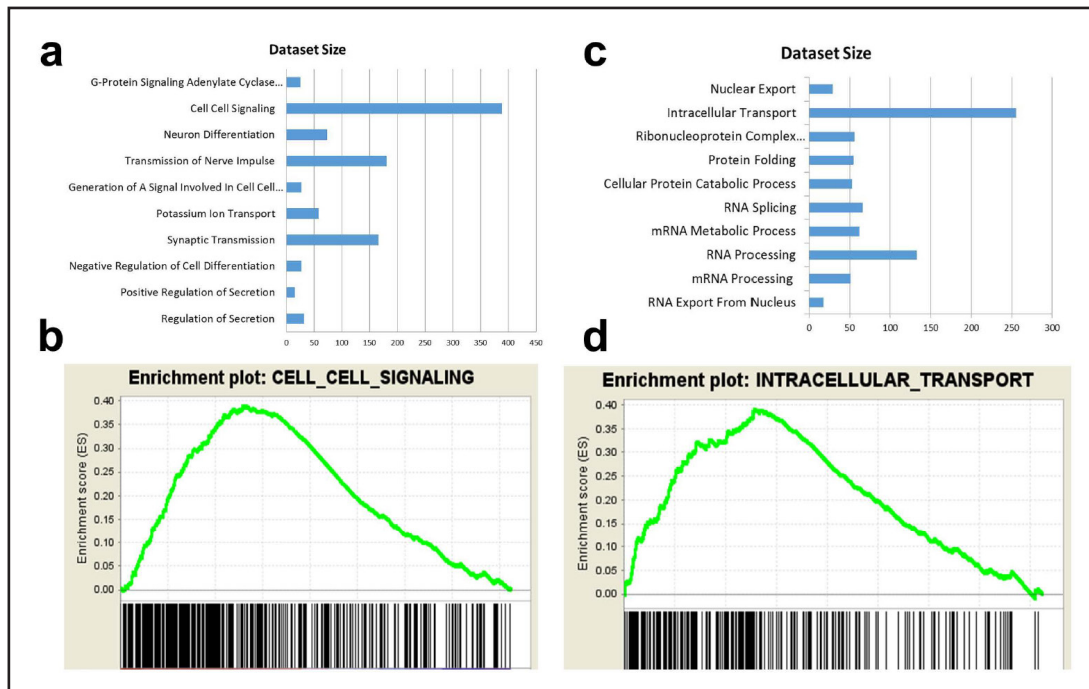 a
Dataset Size
G-Protein Signaling Adenylate Cyclase...
Cell Cell Signaling
Neuron Differentiation
Transmission of Nerve Impulse
Generation of A Signal Involved In Cell Cell...
Potassium Ion Transport
Synaptic Transmission
Negative Regulation of Cell Differentiation
Positive Regulation of Secretion
Regulation of Secretion
0 50 100 150 200 250 300 350 400 450
b
Enrichment plot: CELL_CELL_SIGNALING
Enrichment score (ES)
0.40
0.35
0.30
0.25
0.20
0.15
0.10
0.05
0.00
c
Dataset Size
Nuclear Export
Intracellular Transport
Ribonucleoprotein Complex...
Protein Folding
Cellular Protein Catabolic Process
RNA Splicing
mRNA Metabolic Process
RNA Processing
mRNA Processing
RNA Export From Nucleus
0 50 100 150 200 250 300
d
Enrichment plot: INTRACELLULAR_TRANSPORT
Enrichment score (ES)
0.40
0.35
0.30
0.25
0.20
0.15
0.10
0.05
0.00